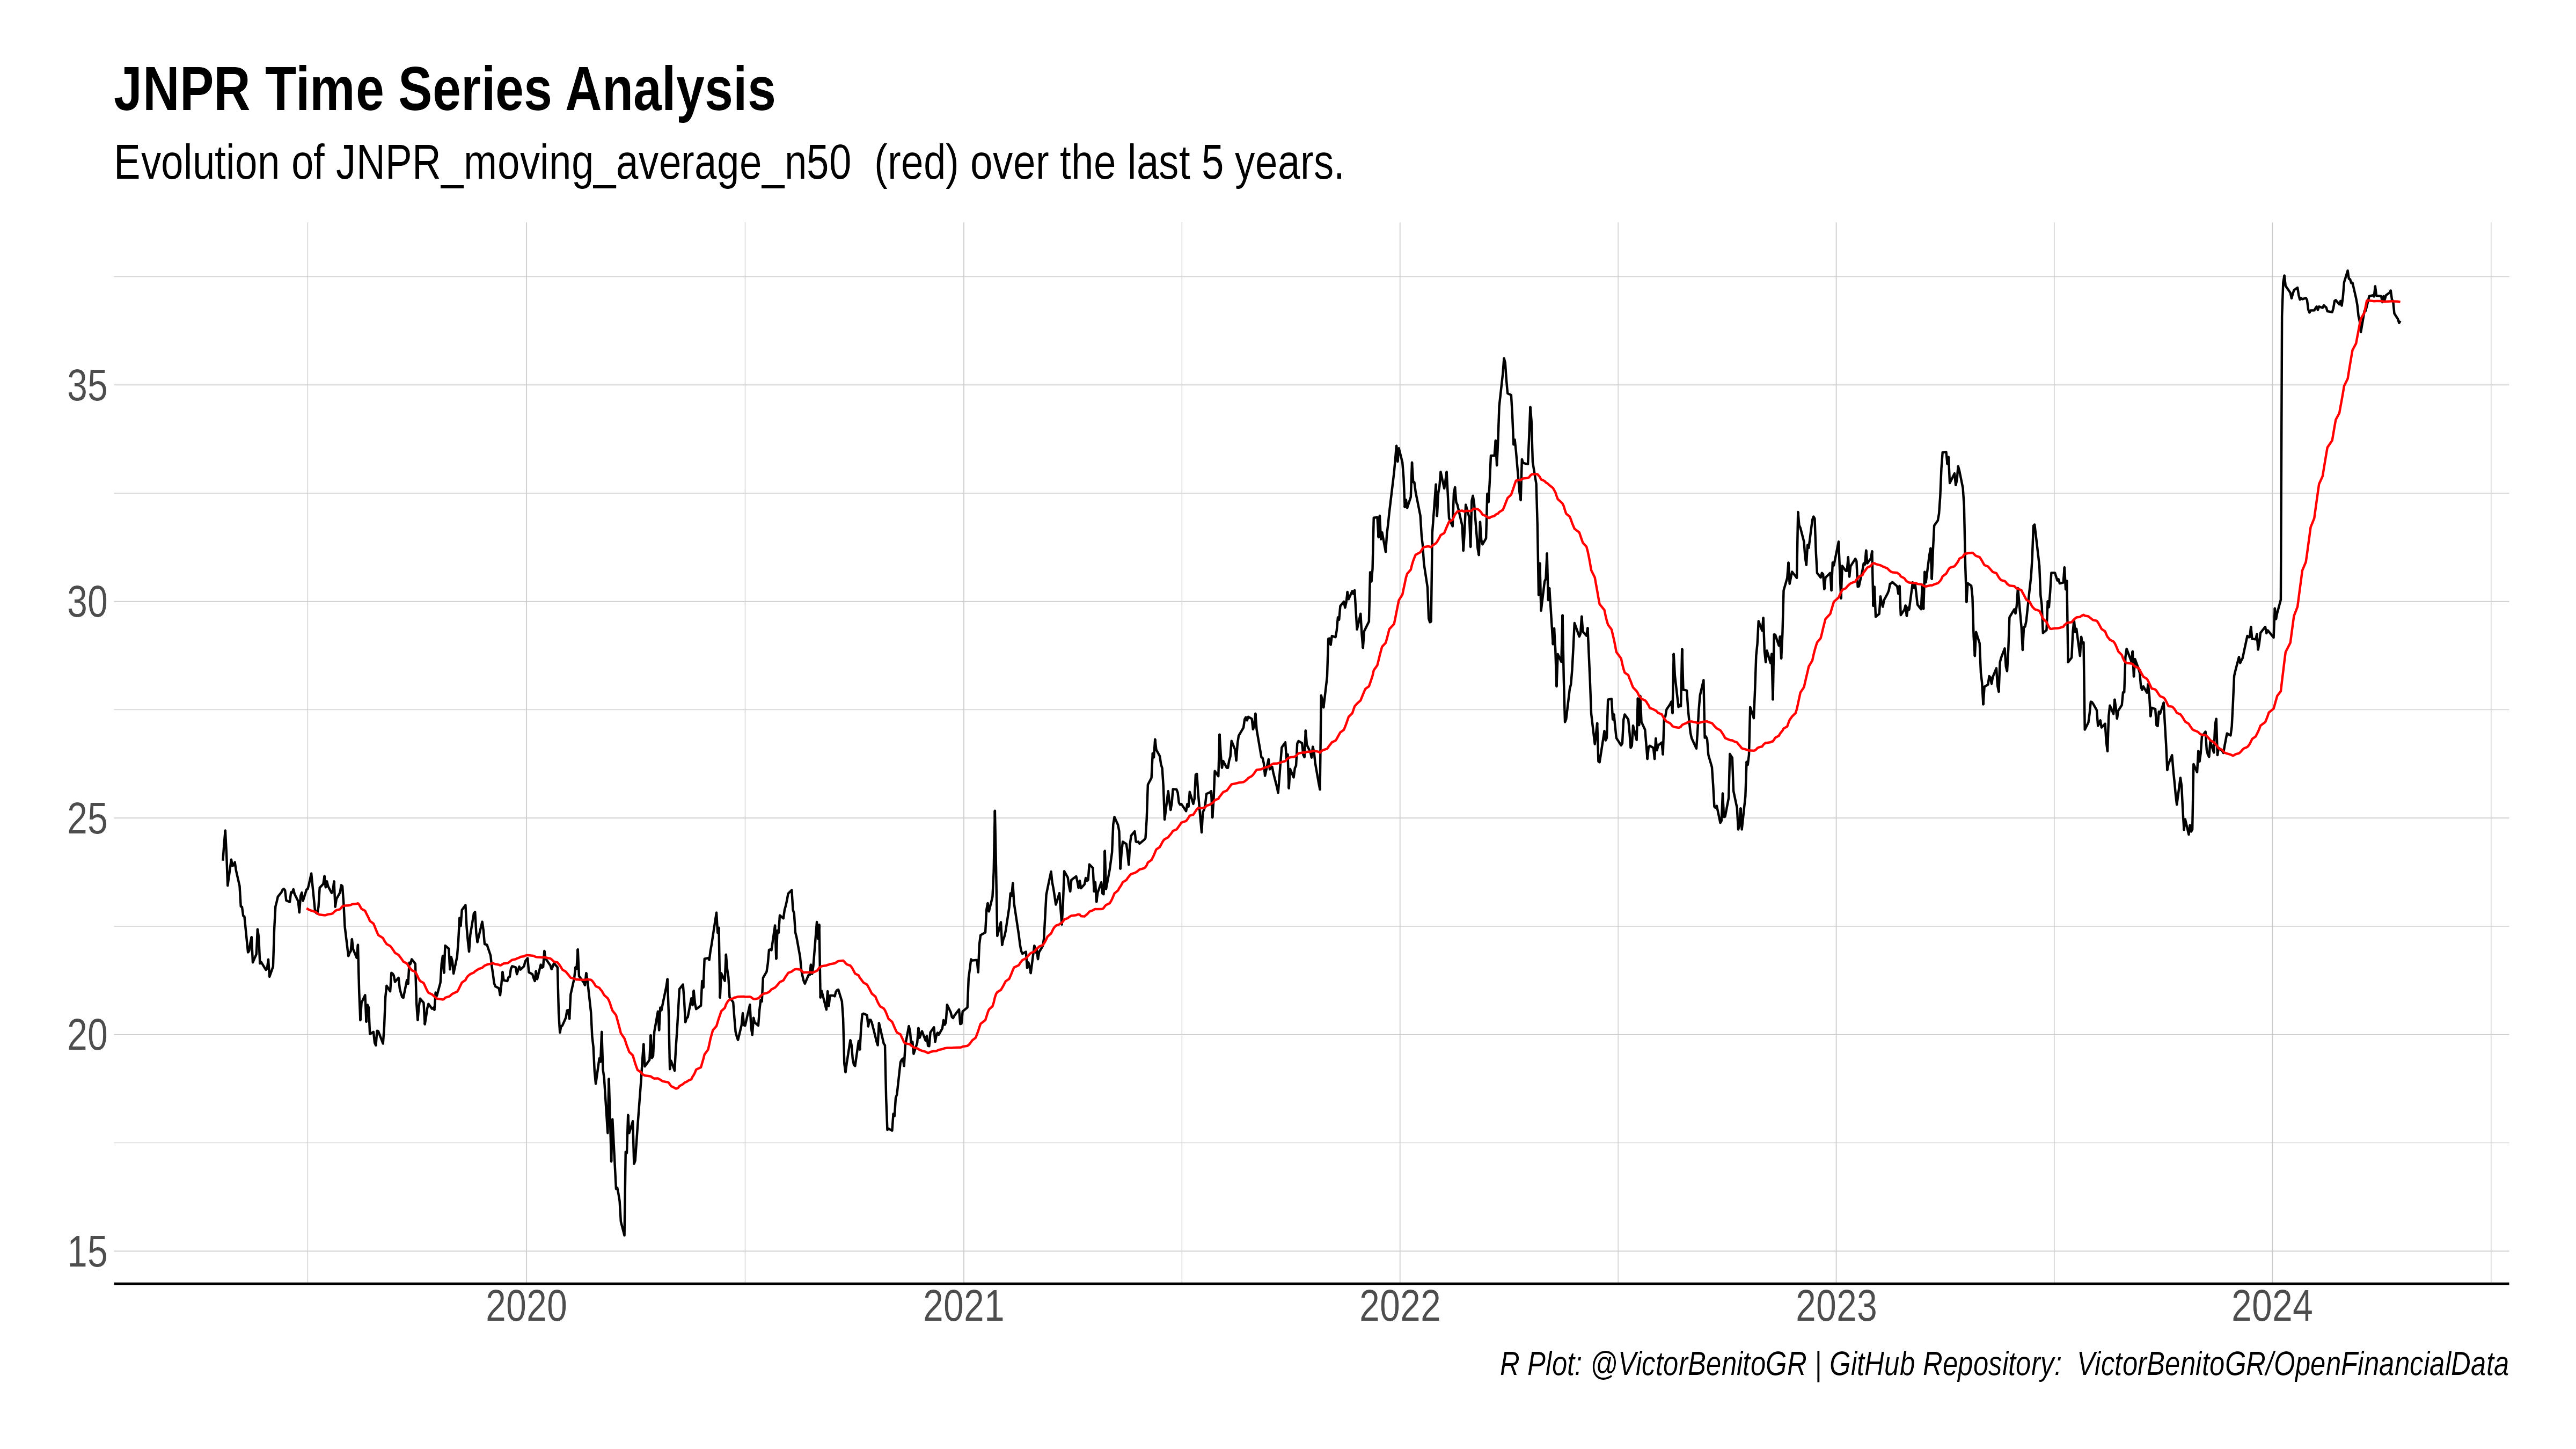 JNPR Time Series Analysis
Evolution of JNPR_moving_average_n50  (red) over the last 5 years.
35
30
25
20
15
2020 2021 2022 2023 2024
R Plot: @VictorBenitoGR | GitHub Repository:  VictorBenitoGR/OpenFinancialData